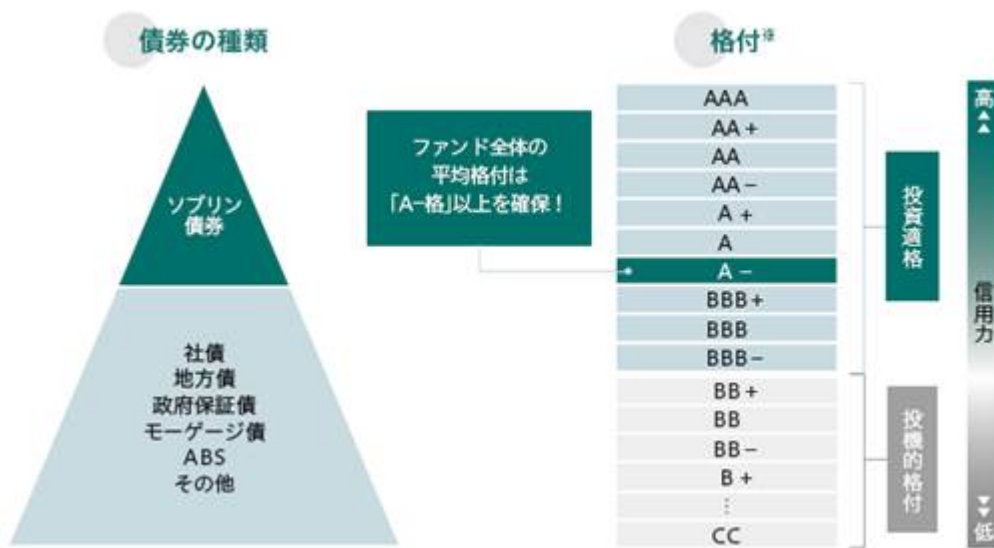 債券の種類
ソブリン
債券
社債
地方債
政府保証債
モーゲージ債
ABS
その他
ファンド全体の
平均格付は
「A−格」以上を確保！
格付※
AAA
AA +
AA
AA −
A +
A
A −
BBB +
BBB
BBB −
BB +
BB
BB −
B +
⋮
CC
投資適格
投機的格付
高
信用力
低